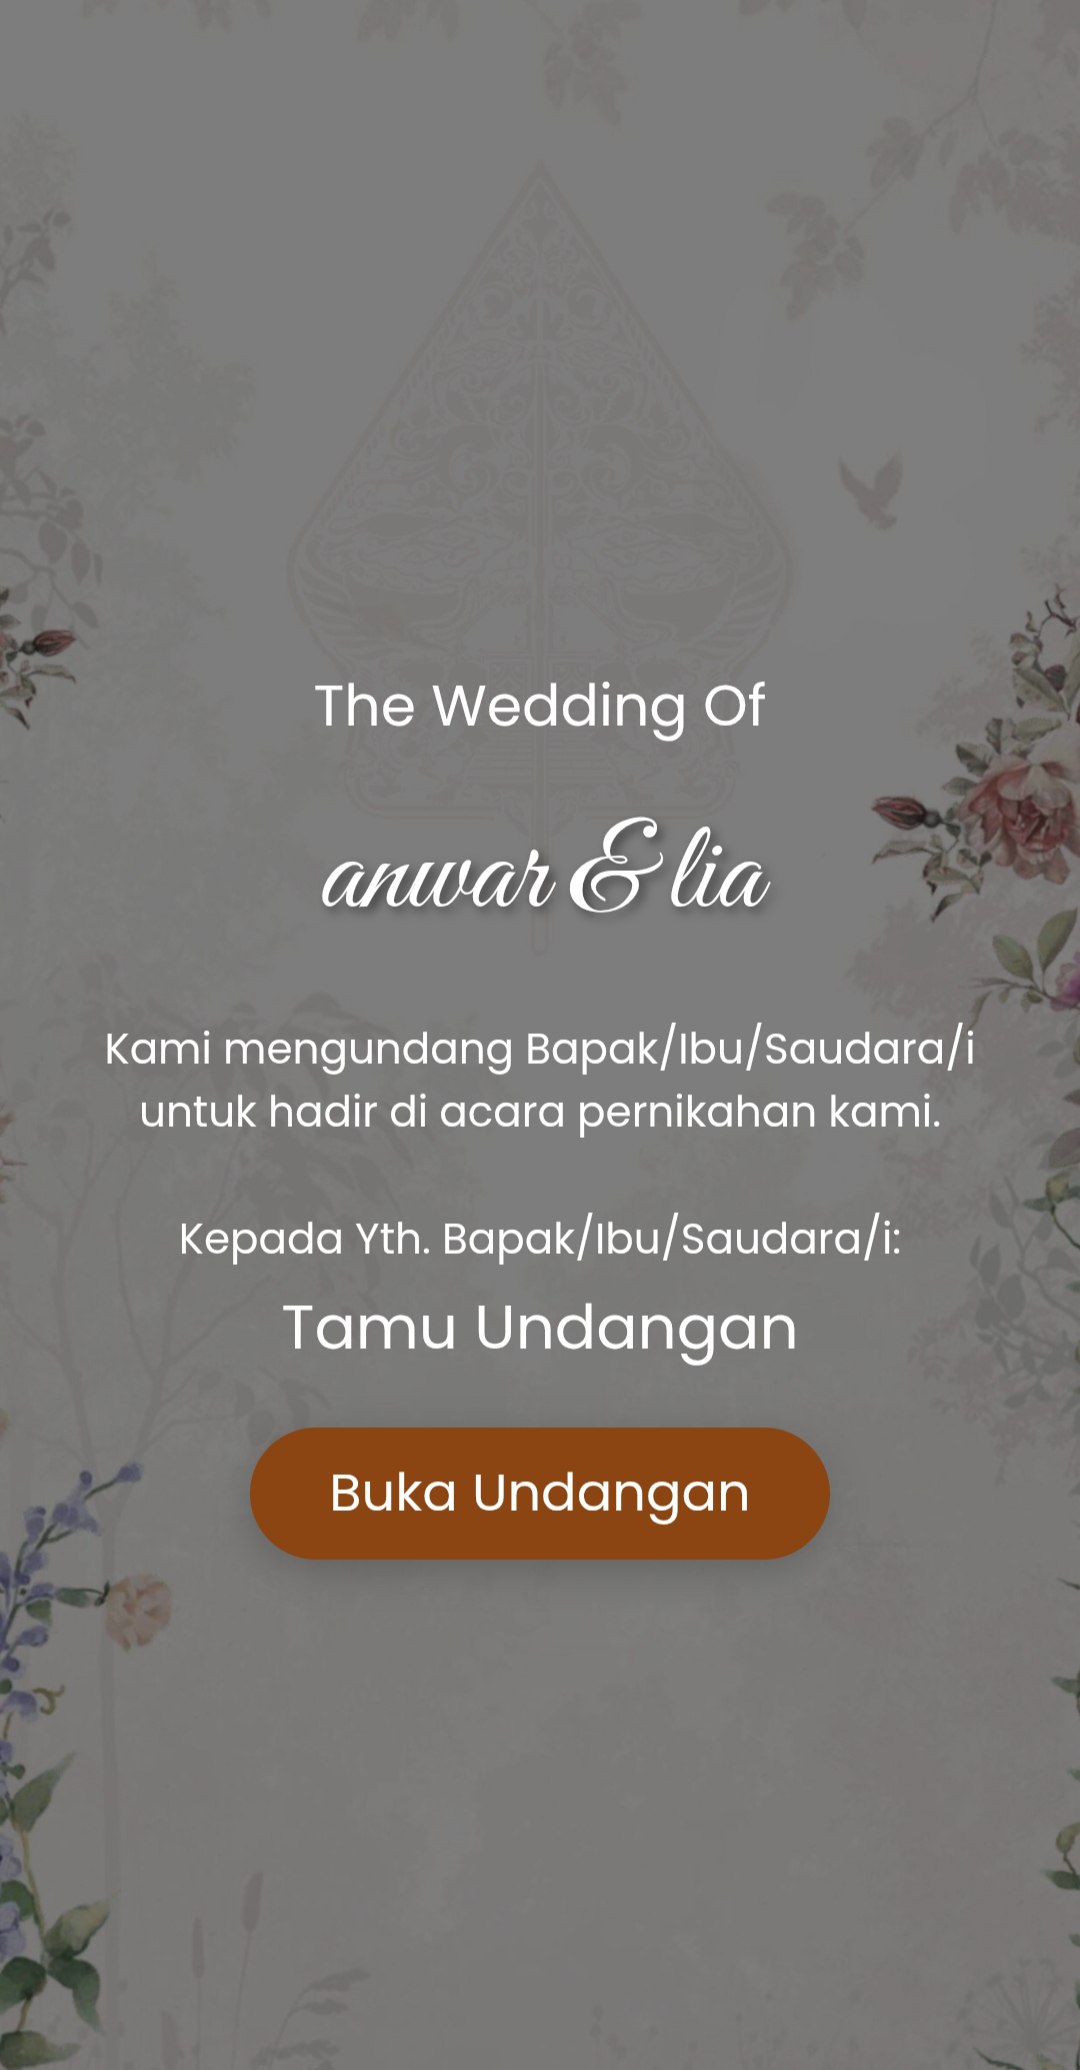 The Wedding Of
anwar & lia
Kami mengundang Bapak/Ibu/Saudara/i
untuk hadir di acara pernikahan kami.
Kepada Yth. Bapak/Ibu/Saudara/i:
Tamu Undangan
Buka Undangan